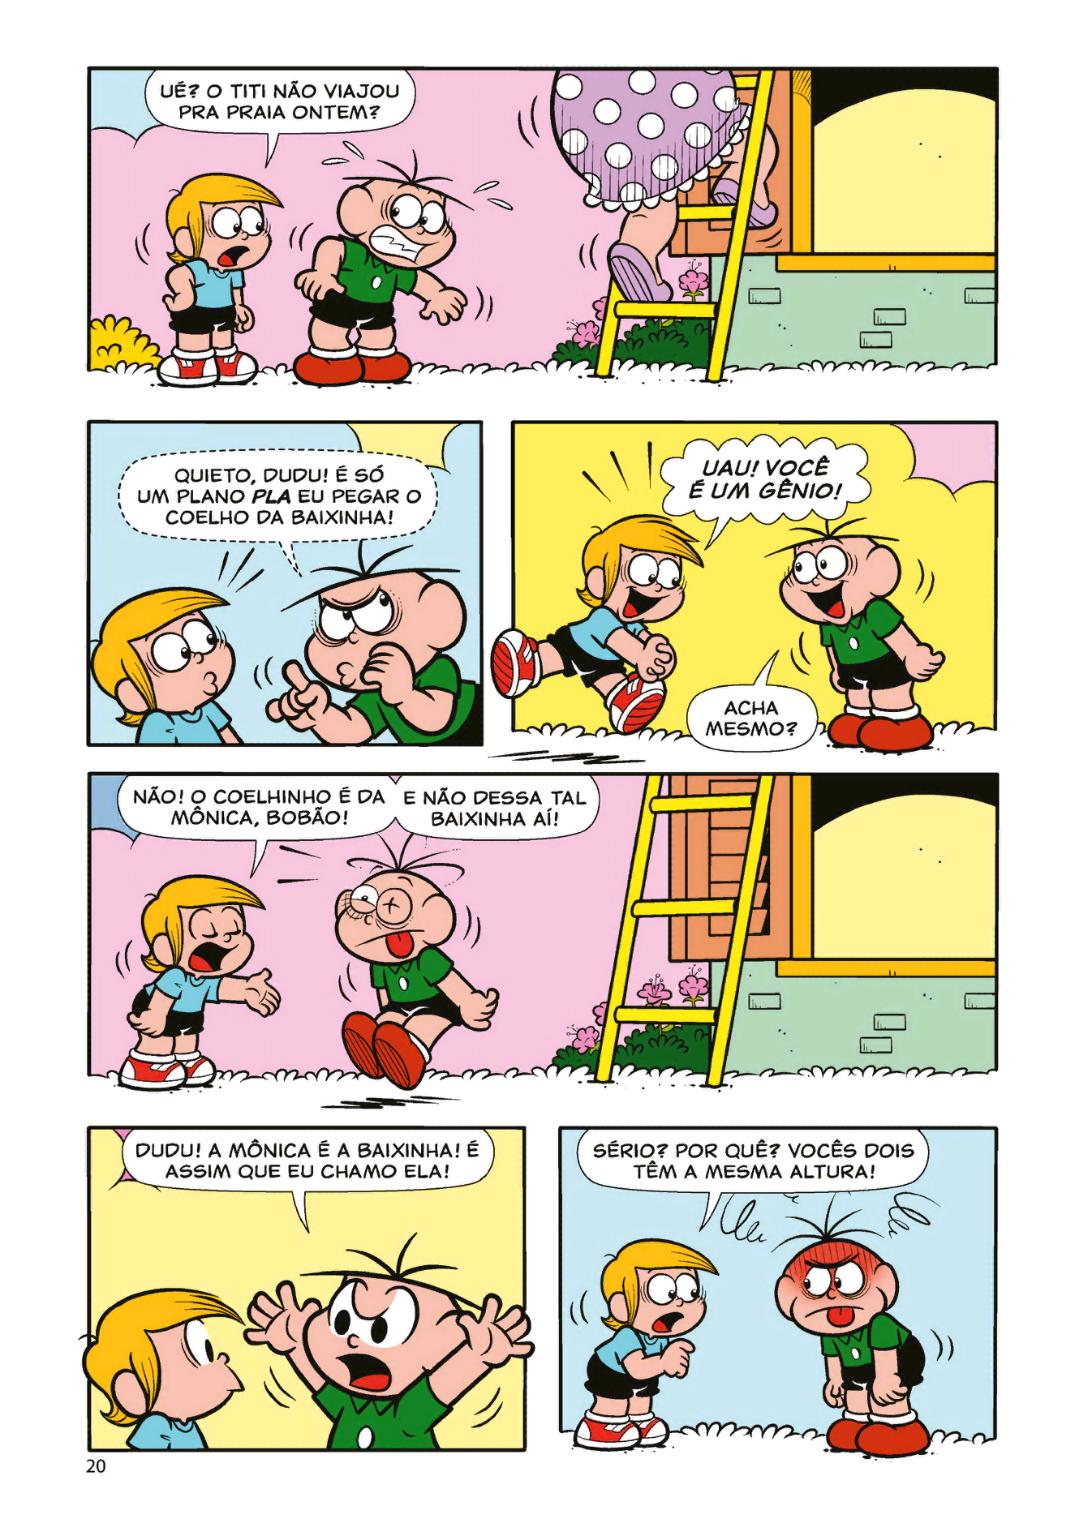 UÉ? O TITI NÃO VIAJOU
PRA PRAIA ONTEM?
QUIETO, DUDU! É SÓ
UM PLANO PLA EU PEGAR O
COELHO DA BAIXINHA!
UAU! VOCÊ
É UM GÊNIO!
ACHA
MESMO?
NÃO! O COELHINHO É DA
MÔNICA, BOBÃO!
E NÃO DESSA TAL
BAIXINHA AÍ!
DUDU! A MÔNICA É A BAIXINHA! É
ASSIM QUE EU CHAMO ELA!
SÉRIO? POR QUÊ? VOCÊS DOIS
TÊM A MESMA ALTURA!
20